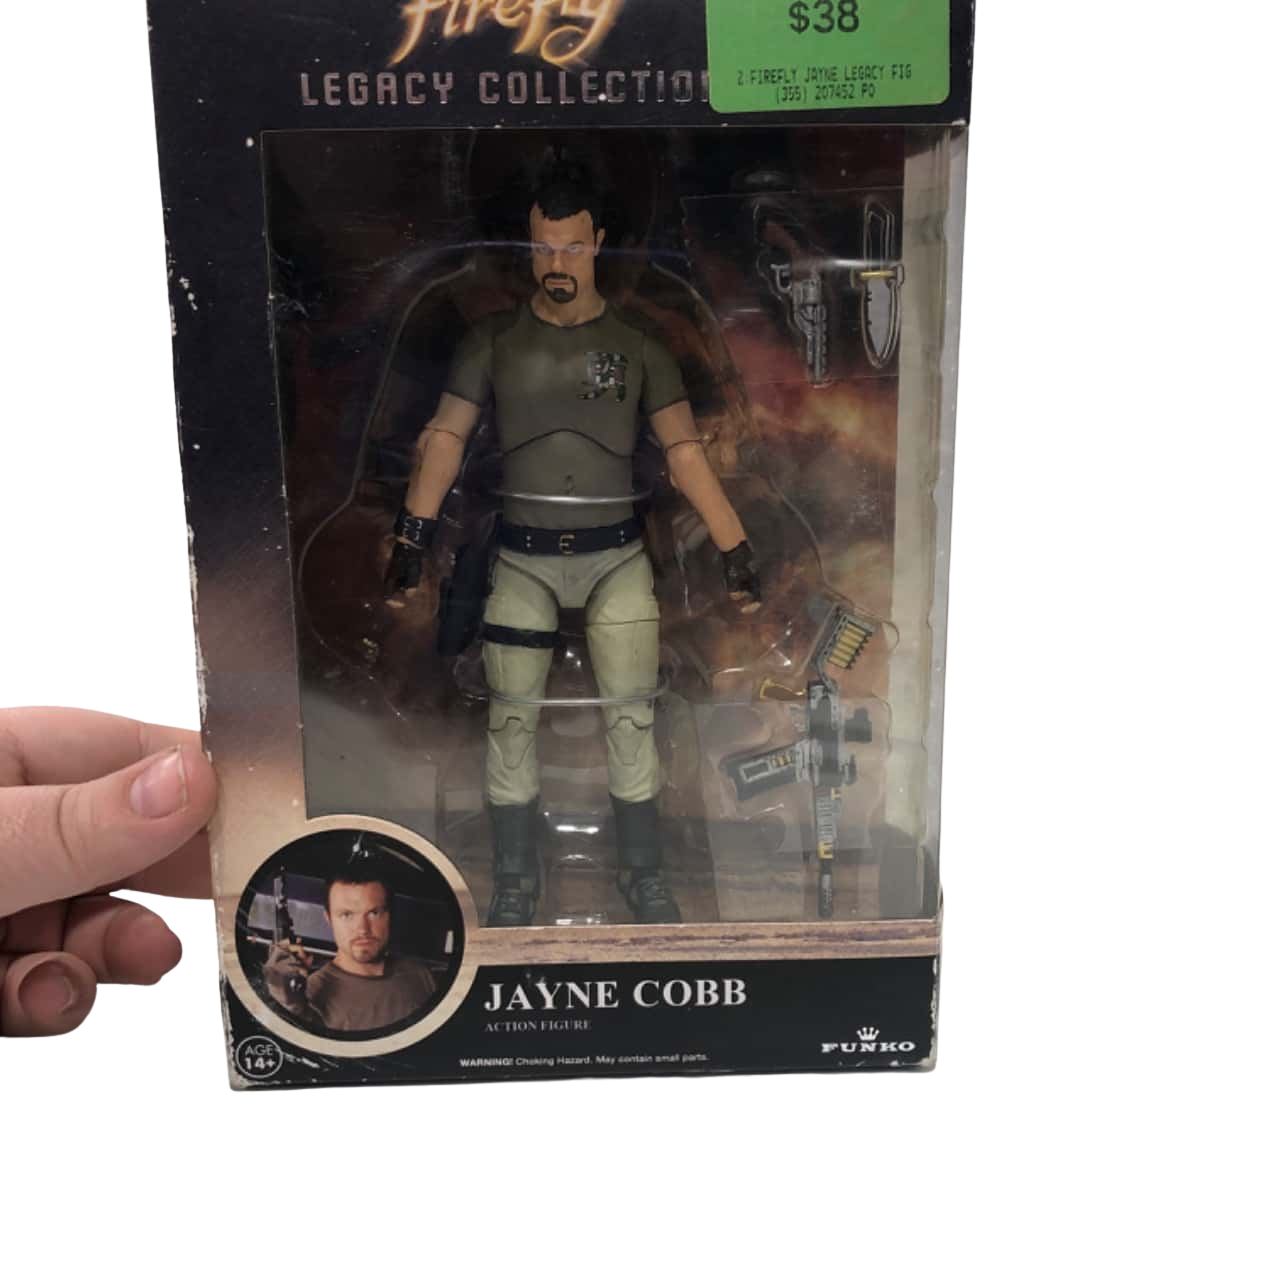 firefly
LEGACY COLLECTION
$38
2 FIREFLY JAYNE LEGACY FIG
(355) 207452 PO
JAYNE COBB
ACTION FIGURE
WARNING! Choking Hazard. May contain small parts.
AGE
14+
FUNKO